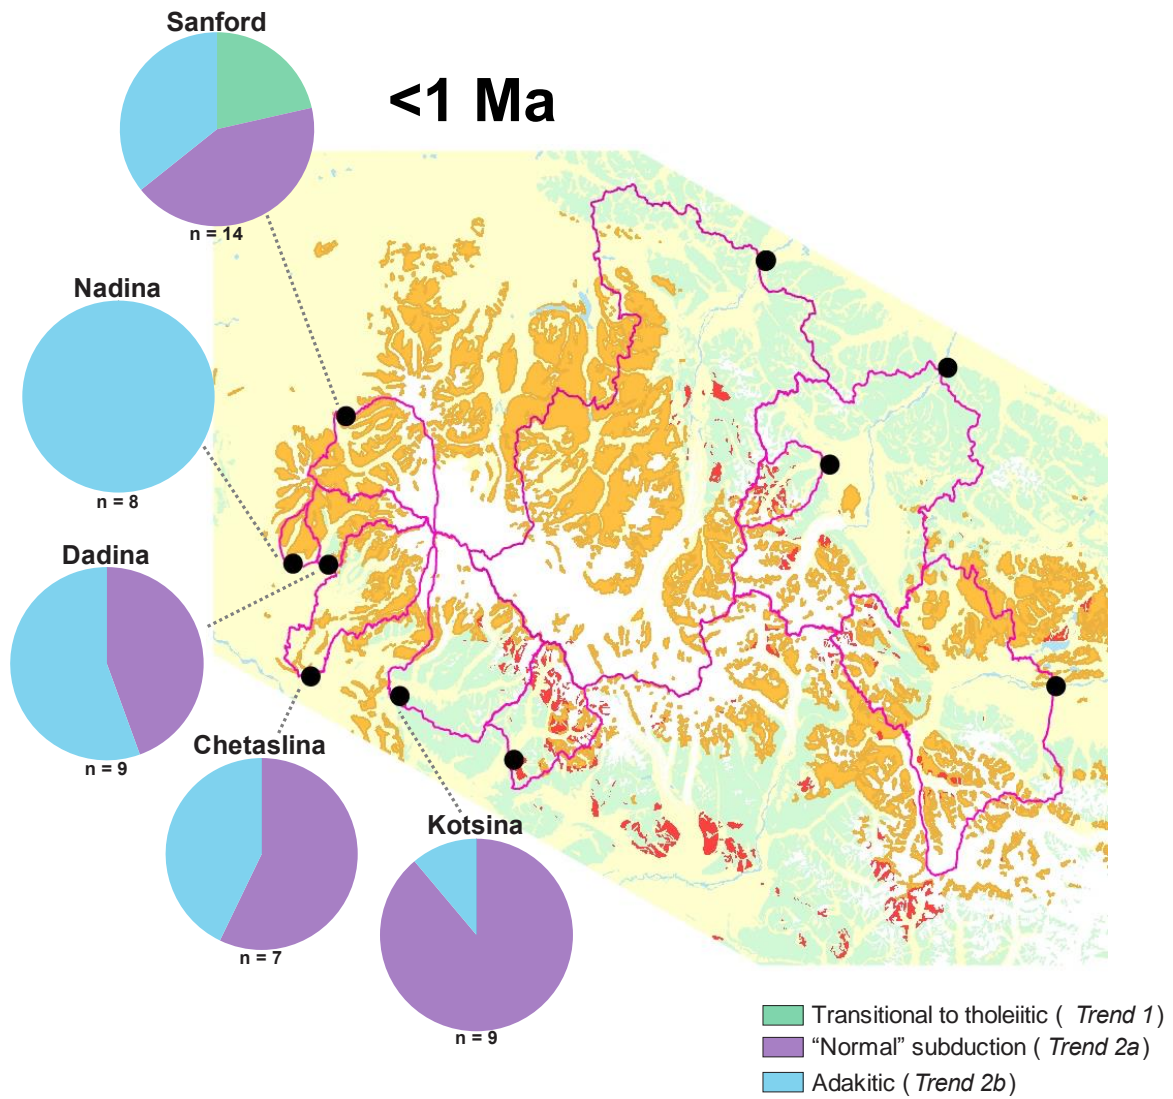 Sanford
<1 Ma
n = 14
Nadina
n = 8
Dadina
n = 9
Chetaslina
n = 7
Kotsina
n = 9
Transitional to tholeiitic ( Trend 1)
“Normal” subduction ( Trend 2a)
Adakitic ( Trend 2b)